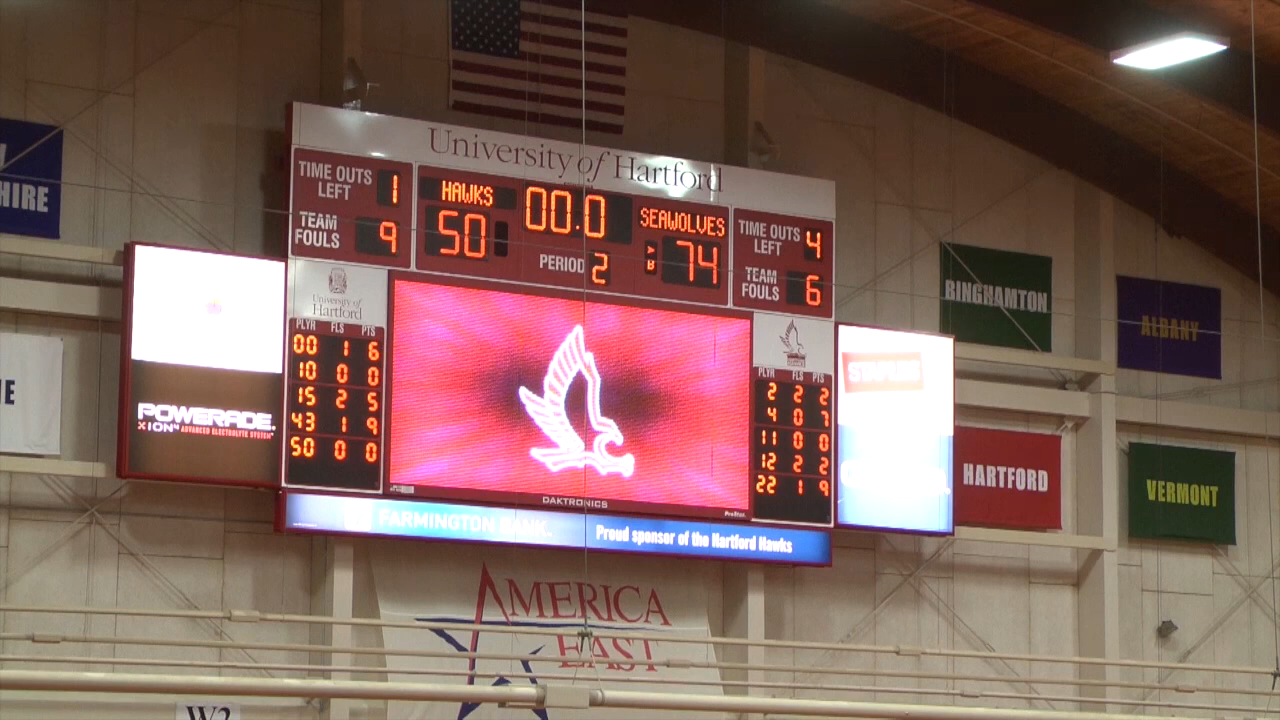 University of Hartford
TIME OUTS
LEFT
1
TEAM
FOULS
9
HAWKS
50
00.0
SEAWOLVES
74
PERIOD 2
B
TIME OUTS
LEFT
4
TEAM
FOULS
6
HIRE
University of
Hartford
PLYR FLS PTS
00 1 6
10 0 0
15 2 5
43 1 9
50 0 0
PLYR FLS PTS
2 2 2
4 0 7
11 0 0
12 2 2
22 1 9
POWERADE
ION4 ADVANCED ELECTROLYTE SYSTEM
STAPLES
DAKTRONICS
FARMINGTON BANK.
Proud sponsor of the Hartford Hawks
BINGHAMTON
ALBANY
HARTFORD
VERMONT
E
AMERICA
EAST
W2